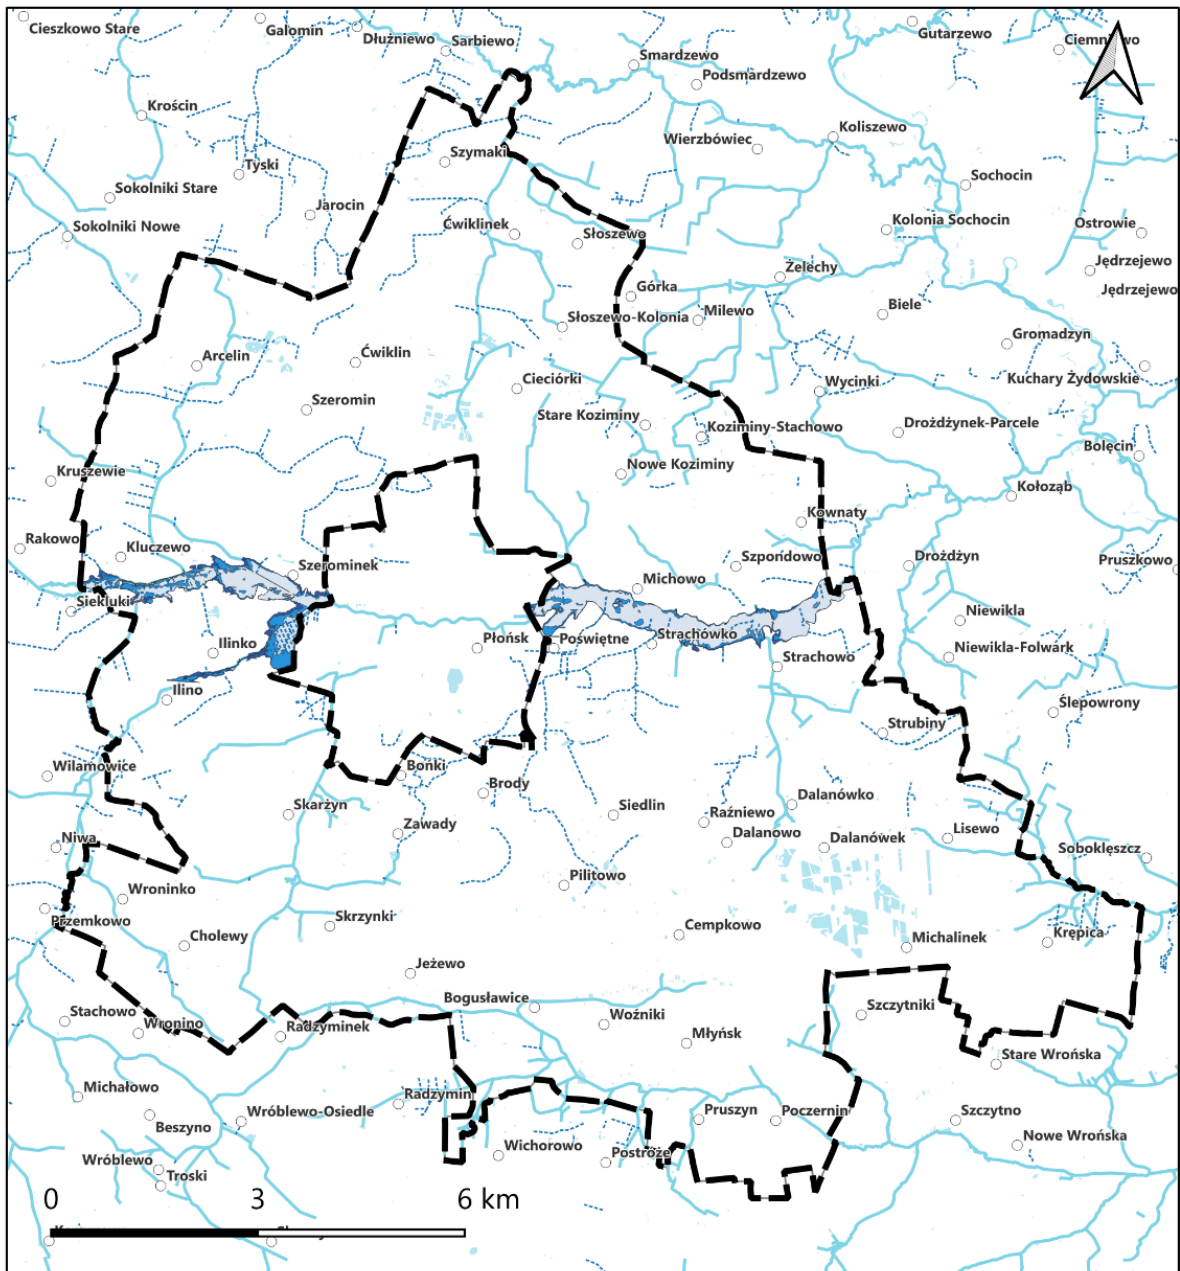 Cieszkowo Stare
Galomin
Dłużniewo
Sarbiewo
Gutarzewo
Smardzewo
Podsmardzewo
Krościn
Koliszewo
Wierzbówiec
Szymaki
Tyski
Sokolniki Stare
Sochocin
Jarocin
Sokolniki Nowe
Ćwiklinek
Słoszewo
Kolonia Sochocin
Ostrowie
Żelechy
Jędrzejewo
Górka
Jędrzejewo
Słoszewo-Kolonia
Milewo
Biele
Gromadzyn
Arcelin
Ćwiklin
Cieciórki
Wycinki
Kuchary Żydowskie
Szeromin
Stare Koziminy
Koziminy-Stachowo
Drożdżynek-Parcele
Bolęcin
Kruszewie
Nowe Koziminy
Kołoząb
Kownaty
Rakowo
Kluczewo
Szerominek
Szpondowo
Drożdżyn
Pruszkowo
Michowo
Siekluki
Niewikla
Ilinko
Płońsk
Poświętne
Strachówko
Strachowo
Niewikla-Folwark
Ilino
Ślepowrony
Strubiny
Wilamowice
Bońki
Brody
Skarżyn
Siedlin
Dalanówko
Raźniewo
Zawady
Dalanowo
Dalanówek
Lisewo
Niwa
Soboklęszcz
Pilitowo
Wroninko
Przemkowo
Skrzynki
Cempkowo
Cholewy
Michalinek
Krępica
Jeżewo
Bogusławice
Szczytniki
Stachowo
Wronino
Radzyminek
Woźniki
Młyńsk
Stare Wrońska
Michałowo
Radzymin
Wróblewo-Osiedle
Pruszyn
Poczernin
Szczytno
Beszyno
Wichorowo
Postróże
Nowe Wrońska
Wróblewo
Troski
0 3 6 km